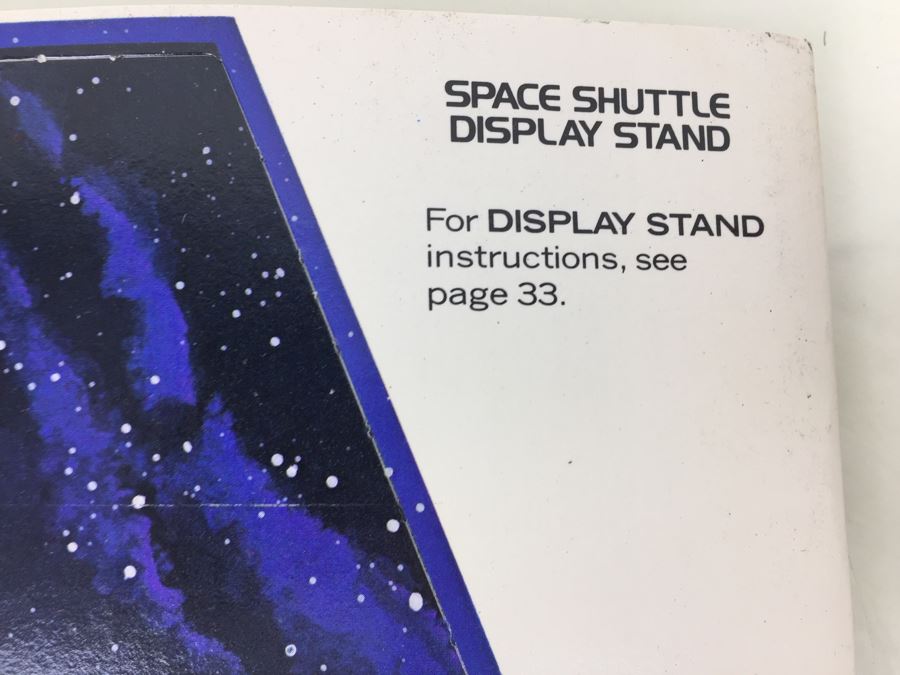 SPACE SHUTTLE
DISPLAY STAND
For DISPLAY STAND
instructions, see
page 33.